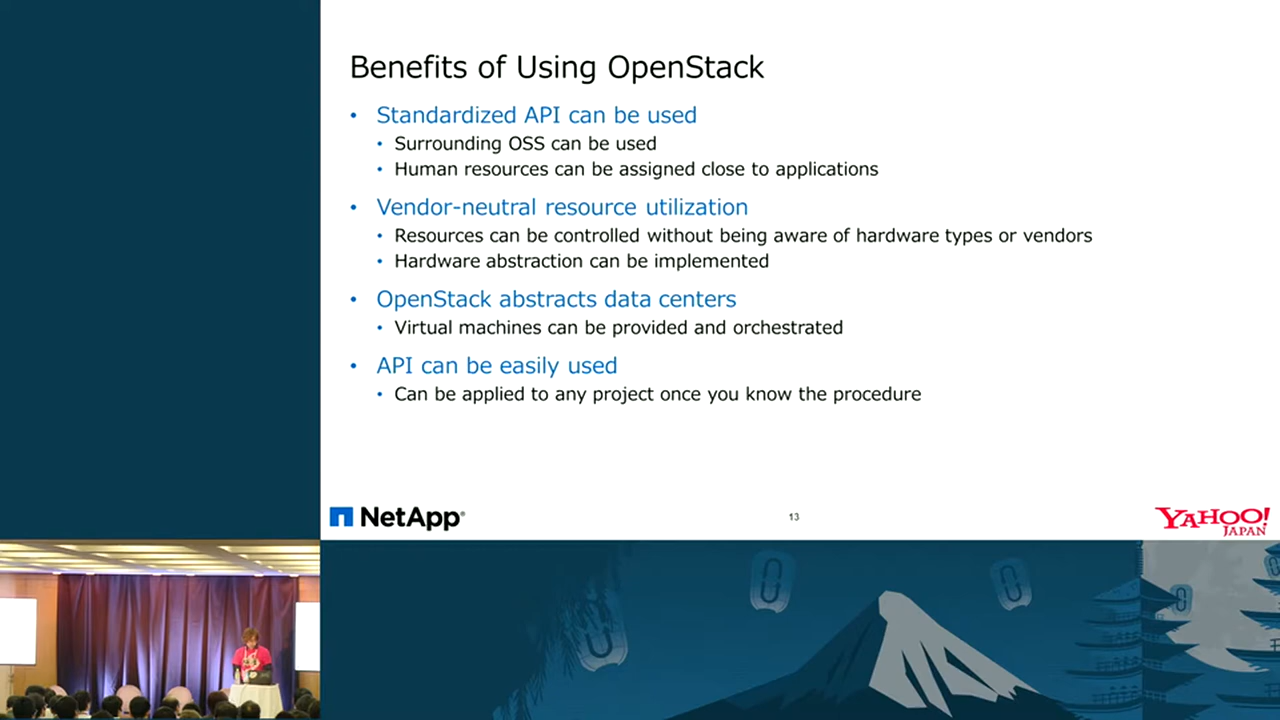 Benefits of Using OpenStack
• Standardized API can be used
• Surrounding OSS can be used
• Human resources can be assigned close to applications
• Vendor-neutral resource utilization
• Resources can be controlled without being aware of hardware types or vendors
• Hardware abstraction can be implemented
• OpenStack abstracts data centers
• Virtual machines can be provided and orchestrated
• API can be easily used
• Can be applied to any project once you know the procedure
NetApp®
13
YAHOO!
JAPAN